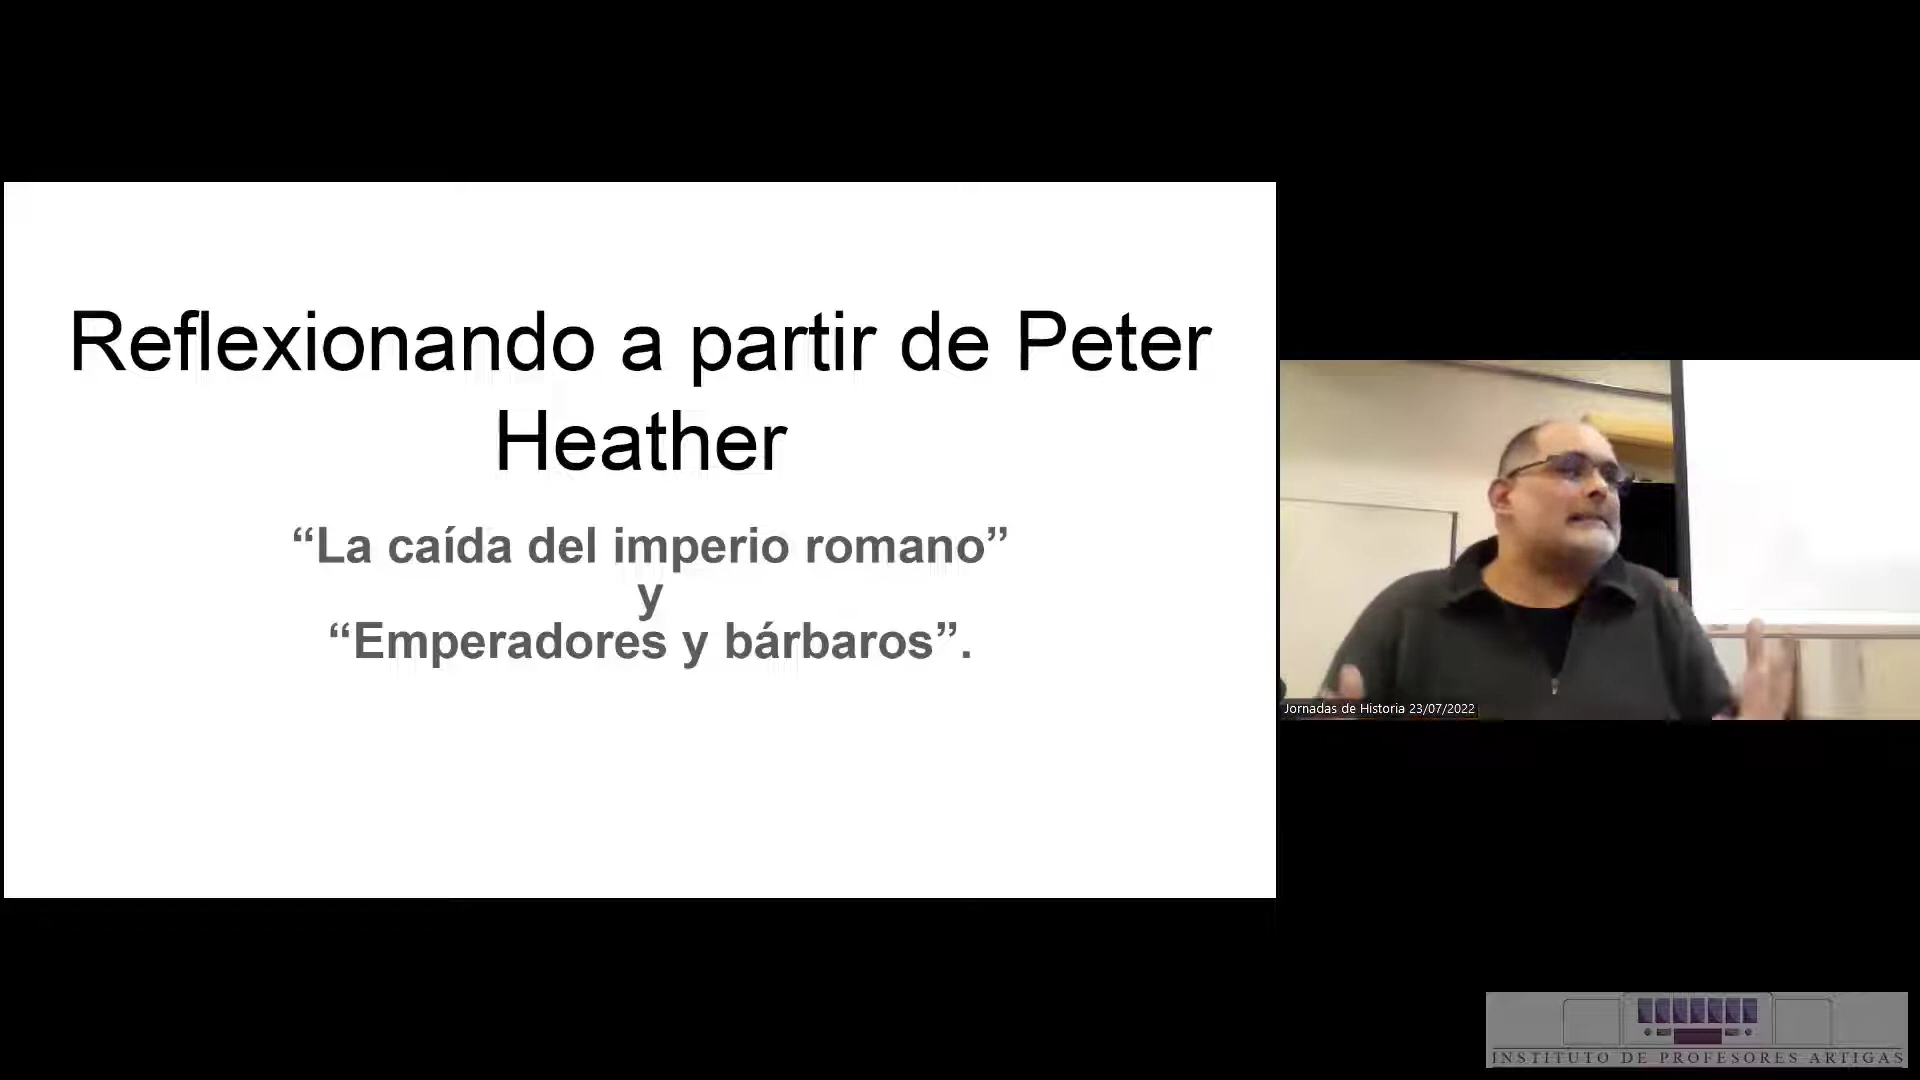 Reflexionando a partir de Peter
Heather
“La caída del imperio romano”
y
“Emperadores y bárbaros”.
Jornadas de Historia 23/07/2022
INSTITUTO DE PROFESORES ARTIGAS